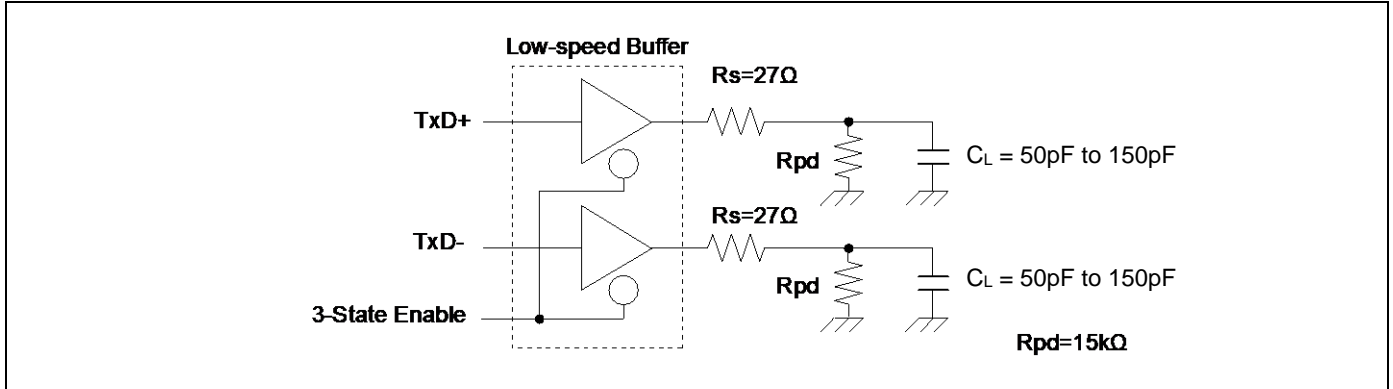 Low-speed Buffer
Rs=27Ω
TxD+
Rpd
CL = 50pF to 150pF
Rs=27Ω
TxD-
Rpd
CL = 50pF to 150pF
3-State Enable
Rpd=15kΩ